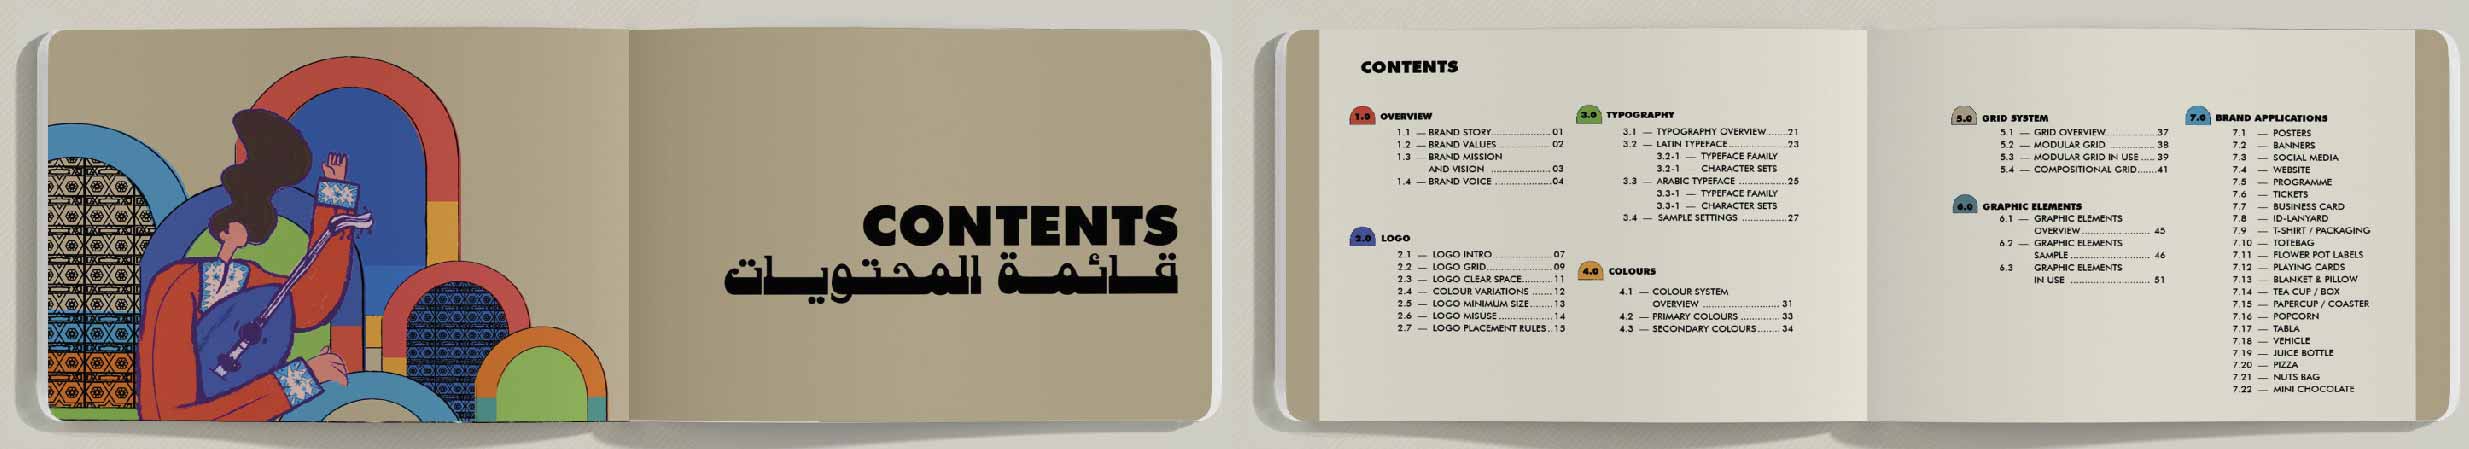 CONTENTS
قائمة المحتويات
CONTENTS
1.0 OVERVIEW
1.1 — BRAND STORY....................01
1.2 — BRAND VALUES....................02
1.3 — BRAND MISSION
AND VISION....................03
1.4 — BRAND VOICE....................04
2.0 LOGO
2.1 — LOGO INTRO....................07
2.2 — LOGO GRID....................09
2.3 — LOGO CLEAR SPACE........11
2.4 — COLOUR VARIATIONS......12
2.5 — LOGO MINIMUM SIZE......13
2.6 — LOGO MISUSE................14
2.7 — LOGO PLACEMENT RULES..15
3.0 TYPOGRAPHY
3.1 — TYPOGRAPHY OVERVIEW......21
3.2 — LATIN TYPEFACE................23
3.2-1 — TYPEFACE FAMILY
3.2-1 — CHARACTER SETS
3.3 — ARABIC TYPEFACE................25
3.3-1 — TYPEFACE FAMILY
3.3-1 — CHARACTER SETS
3.4 — SAMPLE SETTINGS................27
4.0 COLOURS
4.1 — COLOUR SYSTEM
OVERVIEW....................31
4.2 — PRIMARY COLOURS..........33
4.3 — SECONDARY COLOURS.......34
5.0 GRID SYSTEM
5.1 — GRID OVERVIEW................37
5.2 — MODULAR GRID................38
5.3 — MODULAR GRID IN USE.....39
5.4 — COMPOSITIONAL GRID......41
6.0 GRAPHIC ELEMENTS
6.1 — GRAPHIC ELEMENTS
OVERVIEW....................45
6.2 — GRAPHIC ELEMENTS
SAMPLE....................46
6.3 GRAPHIC ELEMENTS
IN USE....................51
7.0 BRAND APPLICATIONS
7.1 — POSTERS
7.2 — BANNERS
7.3 — SOCIAL MEDIA
7.4 — WEBSITE
7.5 — PROGRAMME
7.6 — TICKETS
7.7 — BUSINESS CARD
7.8 — ID-LANYARD
7.9 — T-SHIRT / PACKAGING
7.10 — TOTEBAG
7.11 — FLOWER POT LABELS
7.12 — PLAYING CARDS
7.13 — BLANKET & PILLOW
7.14 — TEA CUP / BOX
7.15 — PAPERCUP / COASTER
7.16 — POPCORN
7.17 — TABLA
7.18 — VEHICLE
7.19 — JUICE BOTTLE
7.20 — PIZZA
7.21 — NUTS BAG
7.22 — MINI CHOCOLATE